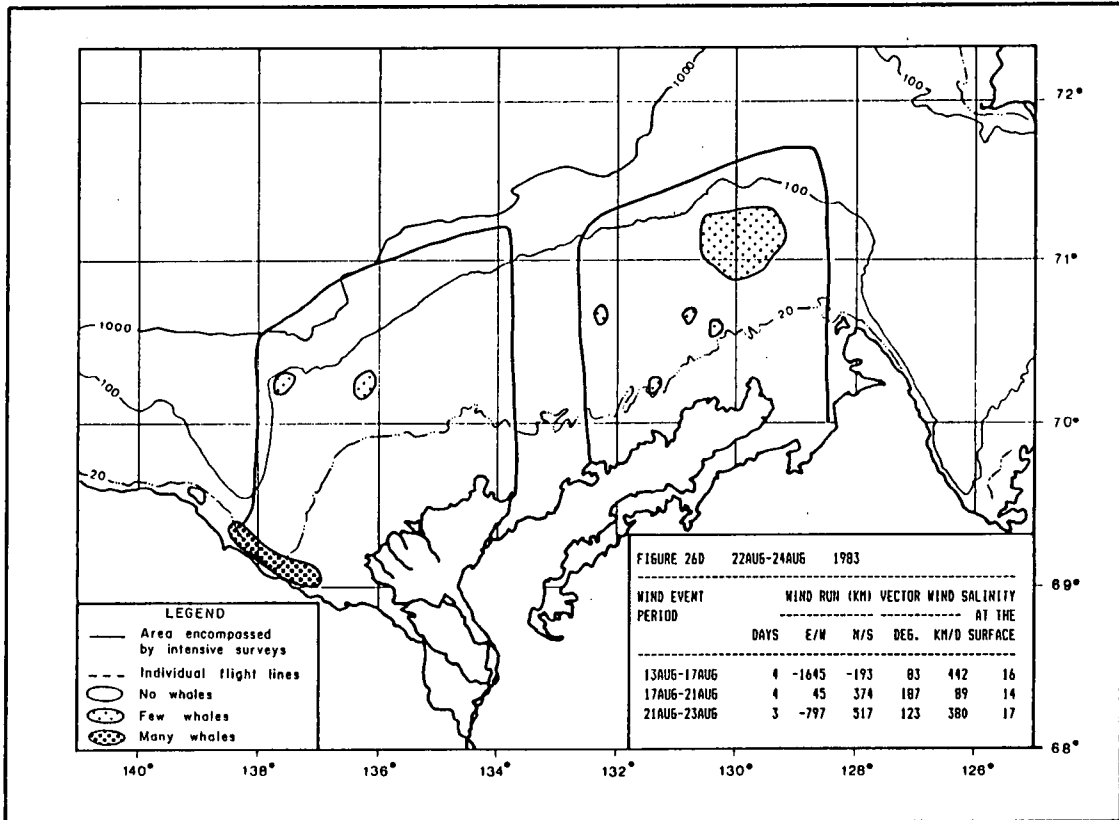 1000
100
72°
100
71°
1000
20
100
70°
20
69°
68°
LEGEND
Area encompassed
by intensive surveys
Individual flight lines
No whales
Few whales
Many whales
FIGURE 26D 22AUG-24AUG 1983
WIND EVENT WIND RUN (KM) VECTOR WIND SALINITY
PERIOD AT THE
DAYS E/W N/S DEG. KM/D SURFACE
13AUG-17AUG 4 -1645 -193 83 442 16
17AUG-21AUG 4 45 374 187 89 14
21AUG-23AUG 3 -797 517 123 380 17
140° 138° 136° 134° 132° 130° 128° 126°